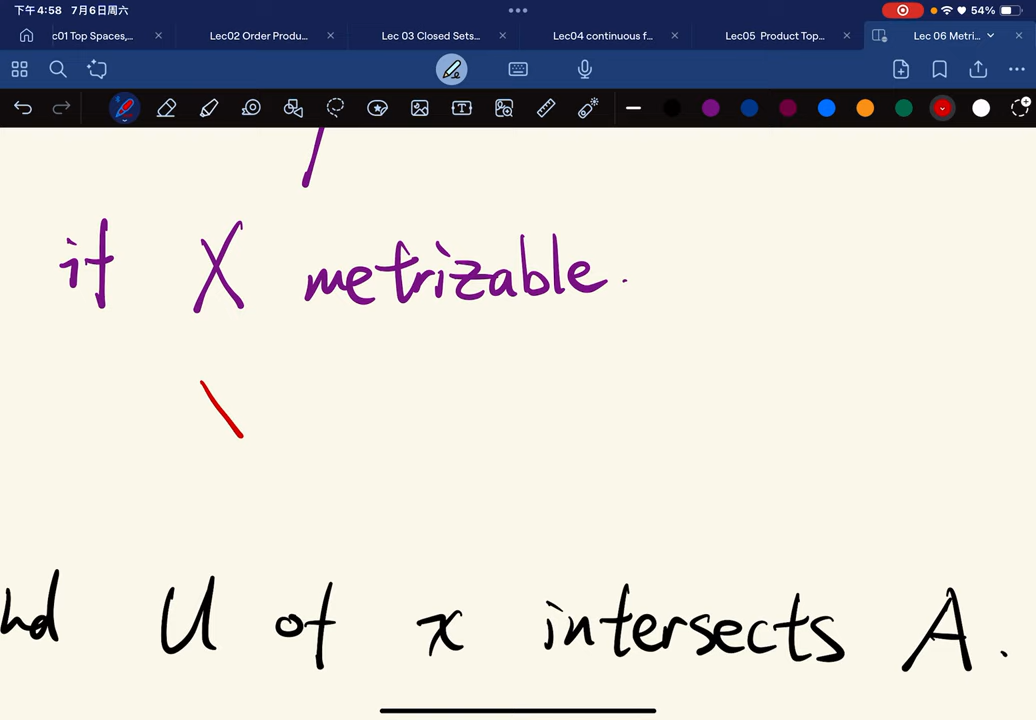 下午4:58 7月6日周六 54%
c01 Top Spaces,... Lec02 Order Produ... Lec 03 Closed Sets... Lec04 continuous f... Lec05 Product Top... Lec 06 Metri...
if X metrizable.
nd U of x intersects A.